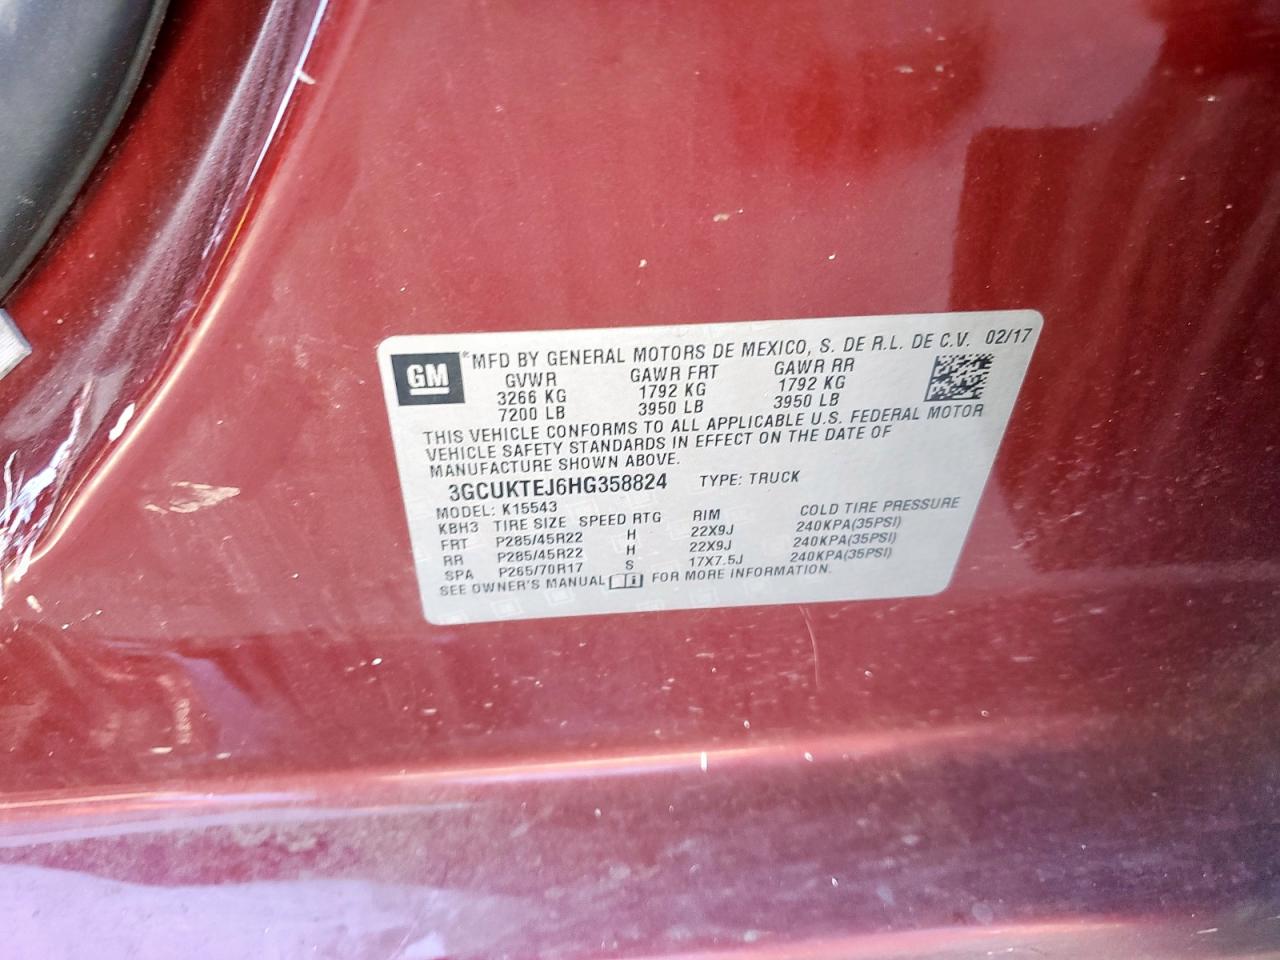 GM
*MFD BY GENERAL MOTORS DE MEXICO, S. DE R.L. DE C.V. 02/17
GVWR GAWR FRT GAWR RR
3266 KG 1792 KG 1792 KG
7200 LB 3950 LB 3950 LB
THIS VEHICLE CONFORMS TO ALL APPLICABLE U.S. FEDERAL MOTOR
VEHICLE SAFETY STANDARDS IN EFFECT ON THE DATE OF
MANUFACTURE SHOWN ABOVE.
3GCUKTEJ6HG358824 TYPE: TRUCK
MODEL: K15543
KBH3 TIRE SIZE SPEED RTG RIM COLD TIRE PRESSURE
FRT P285/45R22 H 22X9J 240KPA(35PSI)
RR P285/45R22 H 22X9J 240KPA(35PSI)
SPA P265/70R17 S 17X7.5J 240KPA(35PSI)
SEE OWNER'S MANUAL FOR MORE INFORMATION.